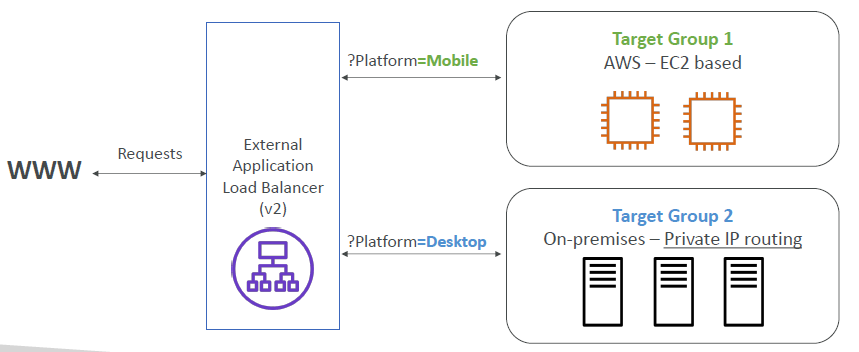 WWW
Requests
External
Application
Load Balancer
(v2)
?Platform=Mobile
?Platform=Desktop
Target Group 1
AWS – EC2 based
Target Group 2
On-premises – Private IP routing